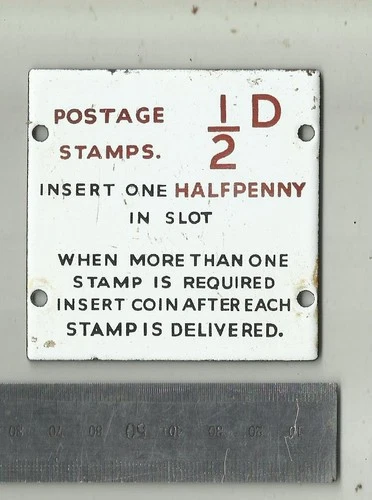 POSTAGE 1/2 D
STAMPS.
INSERT ONE HALFPENNY
IN SLOT
WHEN MORE THAN ONE
STAMP IS REQUIRED
INSERT COIN AFTER EACH
STAMP IS DELIVERED.